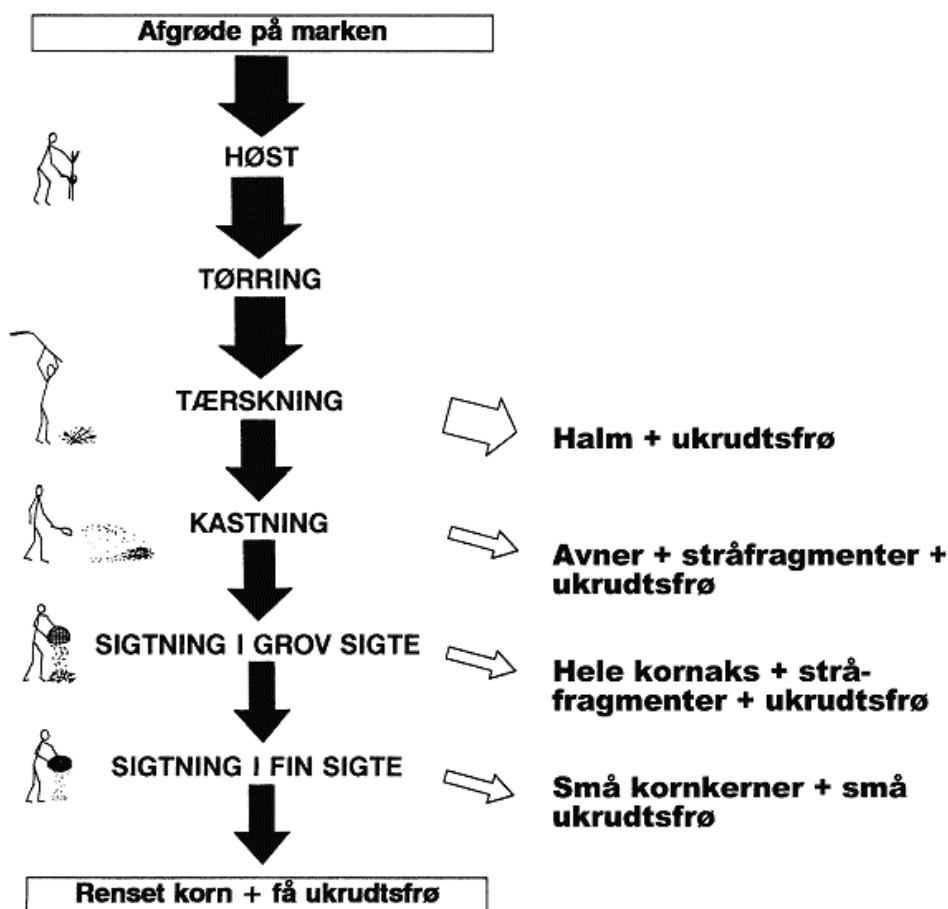 Afgrøde på marken
HØST
TØRRING
TÆRSKNING
Halm + ukrudtsfrø
KASTNING
Avner + stråfragmenter +
ukrudtsfrø
SIGTNING I GROV SIGTE
Hele kornaks + strå-
fragmenter + ukrudtsfrø
SIGTNING I FIN SIGTE
Små kornkerner + små
ukrudtsfrø
Renset korn + få ukrudtsfrø